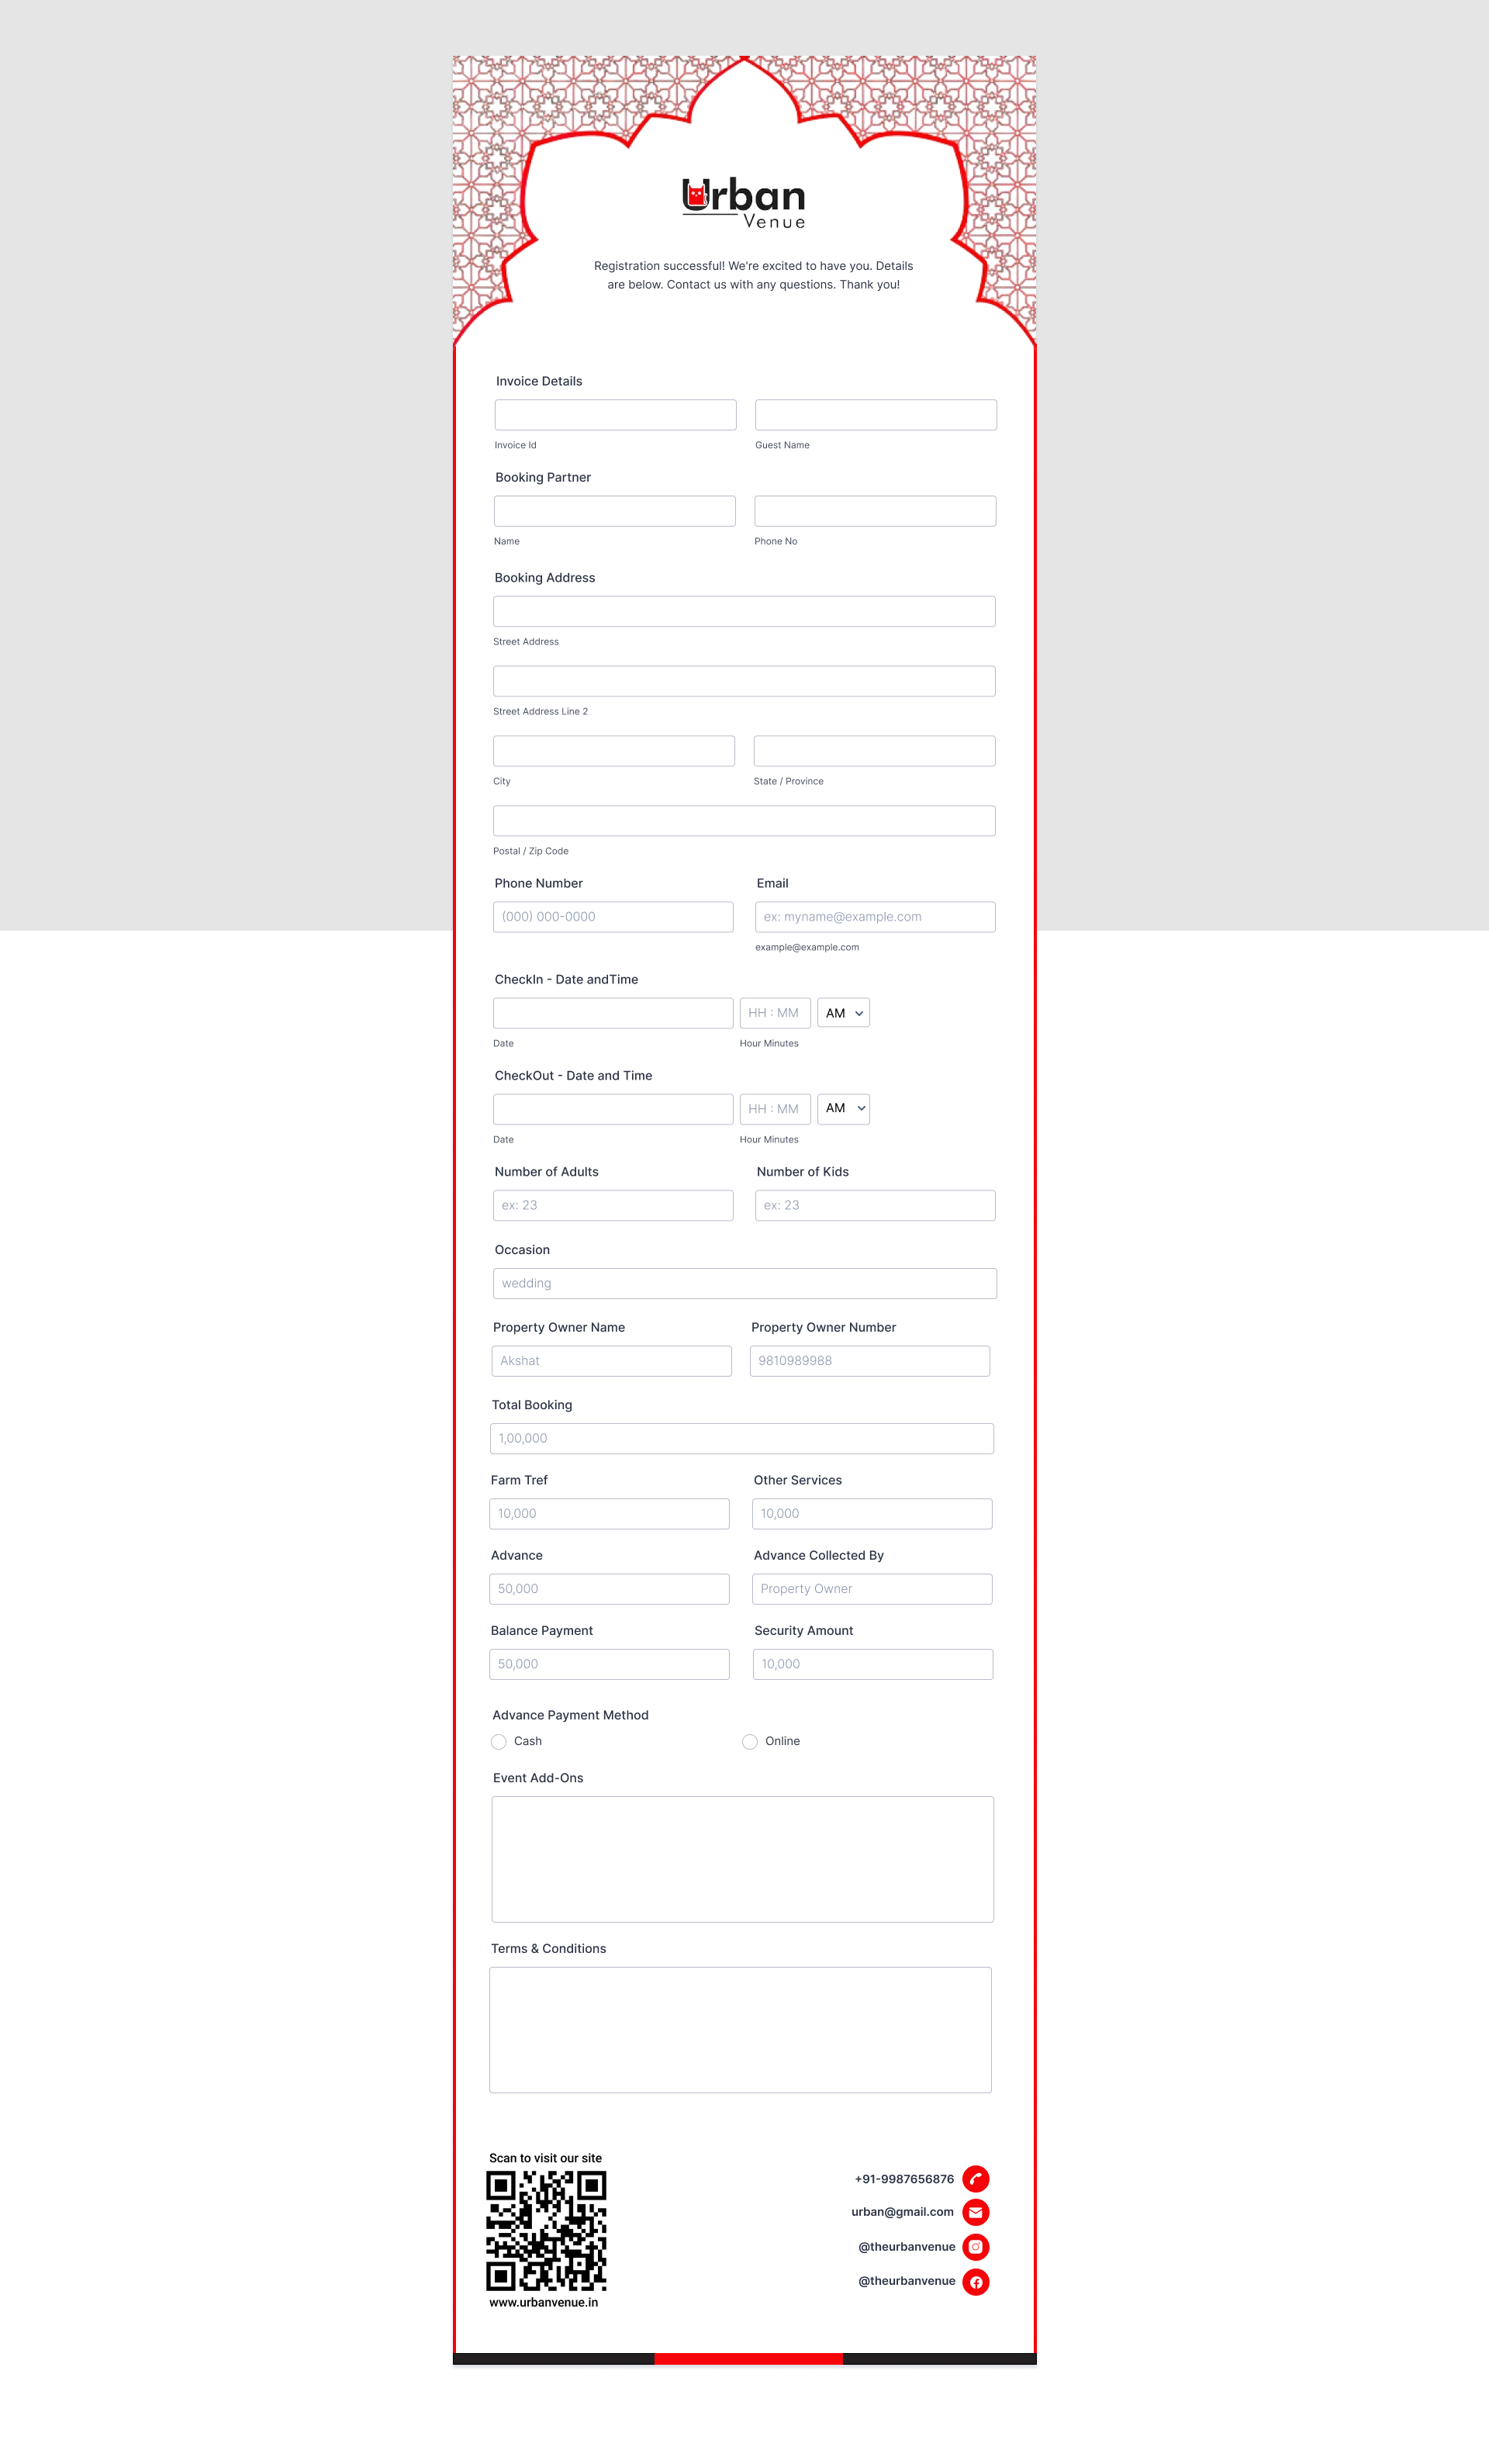 Urban
Venue
Registration successful! We're excited to have you. Details
are below. Contact us with any questions. Thank you!
Invoice Details
Invoice Id
Guest Name
Booking Partner
Name
Phone No
Booking Address
Street Address
Street Address Line 2
City
State / Province
Postal / Zip Code
Phone Number
Email
(000) 000-0000
ex: myname@example.com
example@example.com
CheckIn - Date andTime
HH : MM
AM
Date
Hour Minutes
CheckOut - Date and Time
HH : MM
AM
Date
Hour Minutes
Number of Adults
Number of Kids
ex: 23
ex: 23
Occasion
wedding
Property Owner Name
Property Owner Number
Akshat
9810989988
Total Booking
1,00,000
Farm Tref
Other Services
10,000
10,000
Advance
Advance Collected By
50,000
Property Owner
Balance Payment
Security Amount
50,000
10,000
Advance Payment Method
Cash
Online
Event Add-Ons
Terms & Conditions
Scan to visit our site
www.urbanvenue.in
+91-9987656876
urban@gmail.com
@theurbanvenue
@theurbanvenue